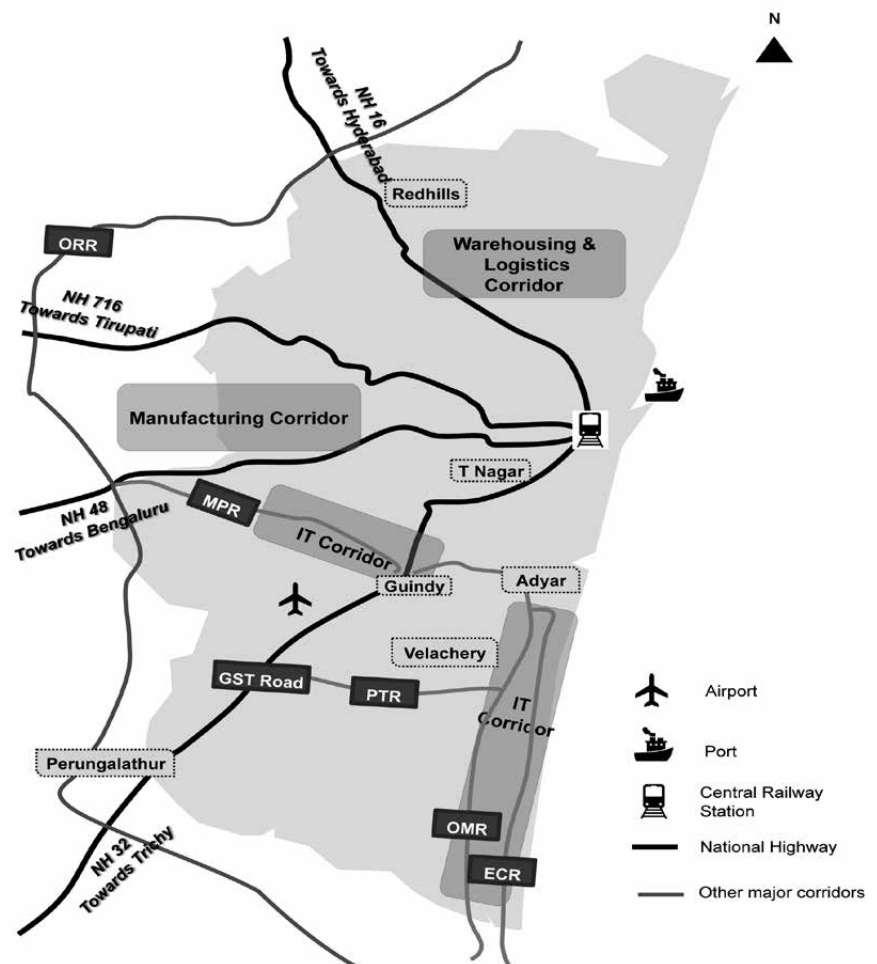 N
NH 16
Towards Hyderabad
Redhills
ORR
Warehousing &
Logistics
Corridor
NH 716
Towards Tirupati
Manufacturing Corridor
T Nagar
MPR
NH 48
Towards Bengaluru
IT Corridor
Guindy
Adyar
Velachery
GST Road
PTR
IT
Corridor
Perungalathur
OMR
NH 32
Towards Trichy
ECR
Airport
Port
Central Railway
Station
National Highway
Other major corridors